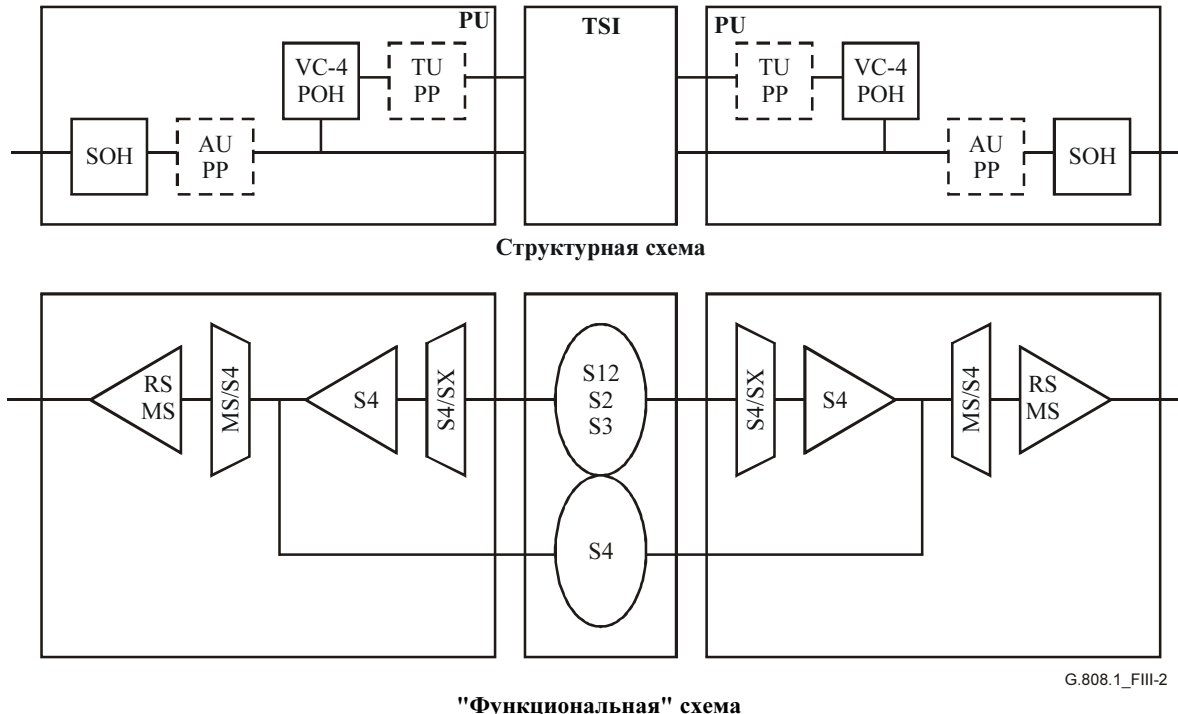 PU
TSI
PU
VC-4
POH
TU
PP
TU
PP
VC-4
POH
SOH
AU
PP
AU
PP
SOH
Структурная схема
RS
MS
MS/S4
S4
S4/SX
S12
S2
S3
S4/SX
S4
MS/S4
RS
MS
S4
G.808.1_FIII-2
"Функциональная" схема